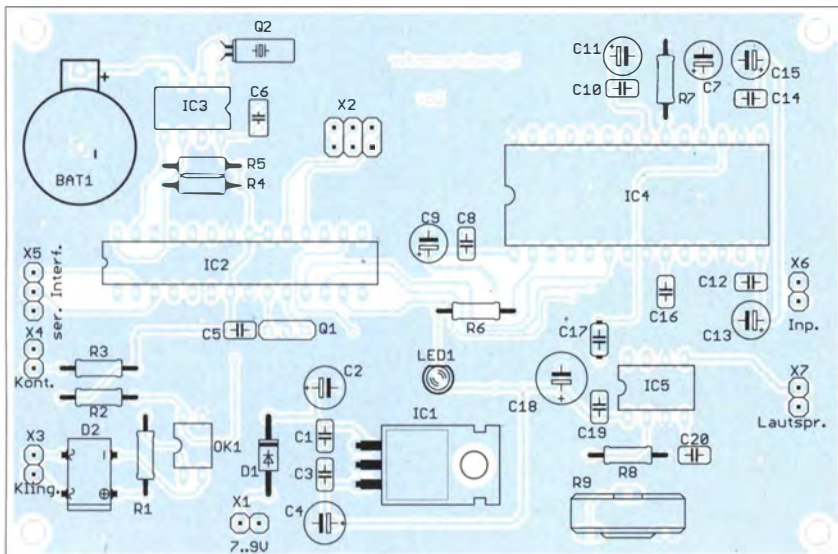 Q2
C11
C15
C10
R7
C7
C14
IC3
C6
X2
BAT1
R5
R4
IC4
X5
ser. Interf.
IC2
C9
C8
X6
Inp.
C12
C16
C13
X4
Kont.
C5
Q1
R6
C17
R3
LED1
C2
R2
X7
Lautspr.
C18
IC5
X3
Kling.
D2
OK1
IC1
C19
R1
D1
C1
C3
R8
C20
R9
X1
7..9V
C4